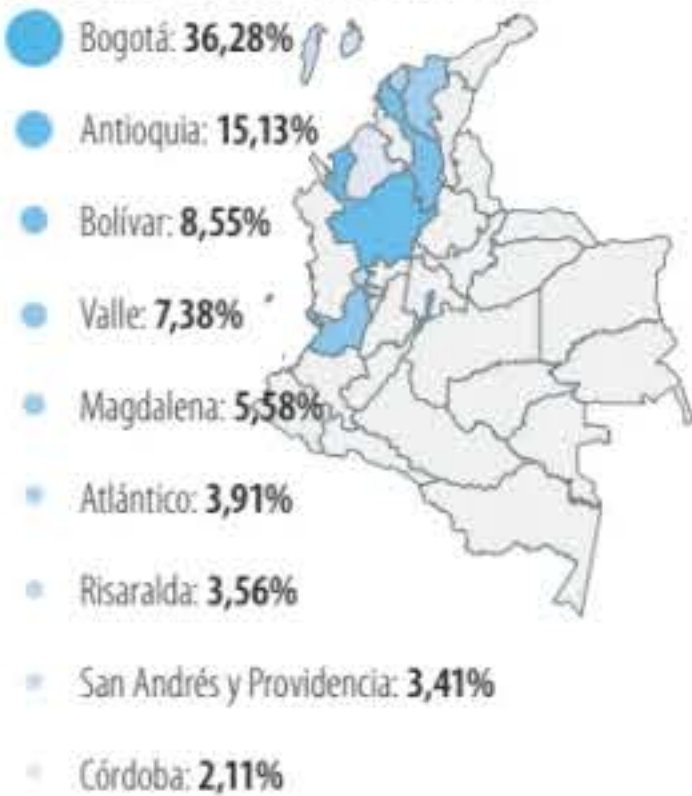 Bogotá: 36,28%
Antioquia: 15,13%
Bolívar: 8,55%
Valle: 7,38%
Magdalena: 5,58%
Atlántico: 3,91%
Risaralda: 3,56%
San Andrés y Providencia: 3,41%
Córdoba: 2,11%